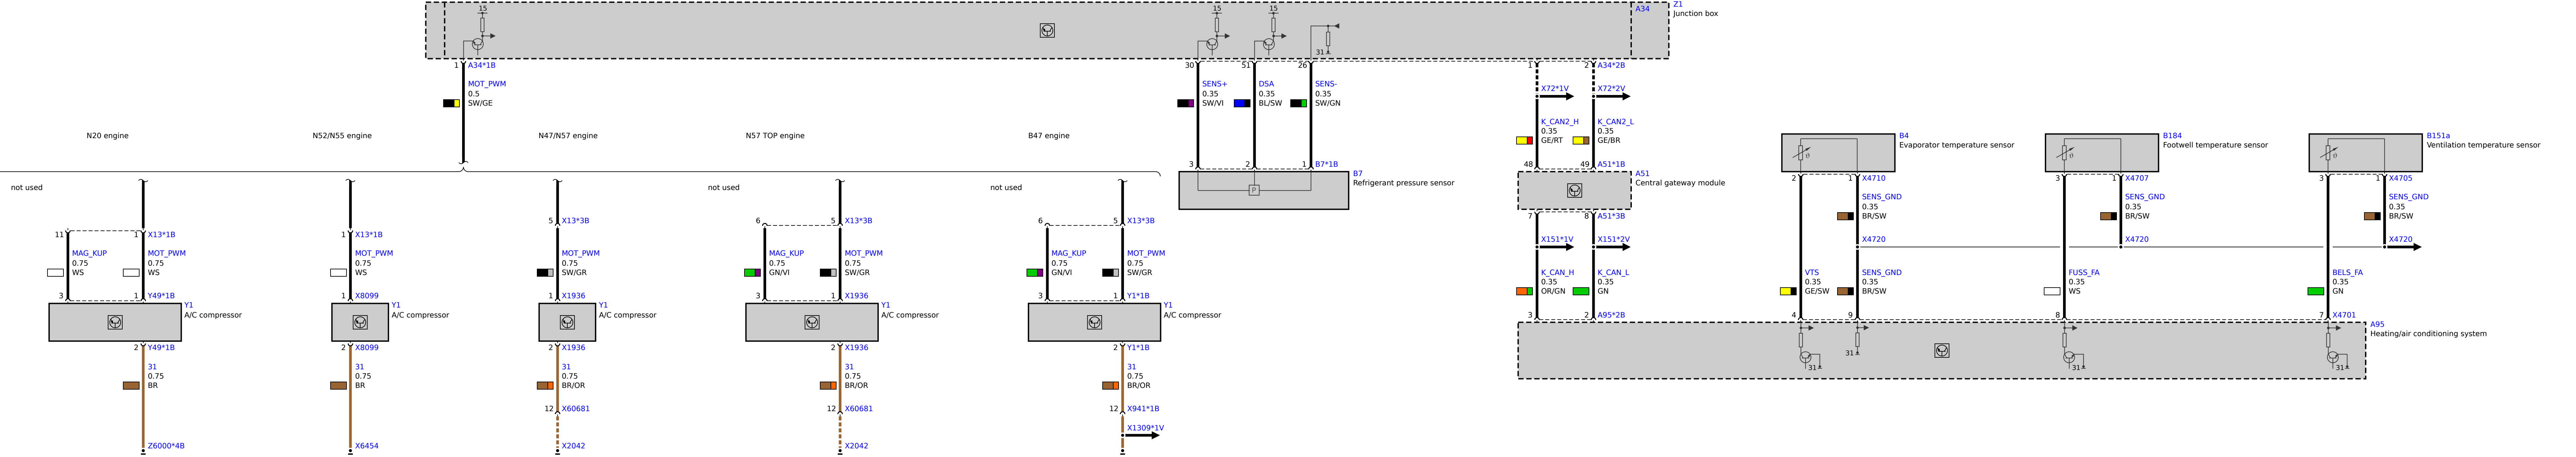 15
15
15
31
A34
Z1
Junction box
1
A34*1B
MOT_PWM
0.5
SW/GE
30
SENS+
0.35
SW/VI
51
DSA
0.35
BL/SW
26
SENS-
0.35
SW/GN
1
2
A34*2B
X72*1V
X72*2V
K_CAN2_H
0.35
GE/RT
K_CAN2_L
0.35
GE/BR
48
49
A51*1B
A51
Central gateway module
7
8
A51*3B
X151*1V
X151*2V
K_CAN_H
0.35
OR/GN
K_CAN_L
0.35
GN
3
2
A95*2B
3
2
1
B7*1B
P
B7
Refrigerant pressure sensor
N20 engine
N52/N55 engine
N47/N57 engine
N57 TOP engine
B47 engine
not used
not used
not used
11
1
X13*1B
MAG_KUP
0.75
WS
MOT_PWM
0.75
WS
3
1
Y49*1B
Y1
A/C compressor
2
Y49*1B
31
0.75
BR
Z6000*4B
1
X13*1B
MOT_PWM
0.75
WS
1
X8099
Y1
A/C compressor
2
X8099
31
0.75
BR
X6454
5
X13*3B
MOT_PWM
0.75
SW/GR
1
X1936
Y1
A/C compressor
2
X1936
31
0.75
BR/OR
12
X60681
X2042
6
5
X13*3B
MAG_KUP
0.75
GN/VI
MOT_PWM
0.75
SW/GR
3
1
X1936
Y1
A/C compressor
2
X1936
31
0.75
BR/OR
12
X60681
X2042
6
5
X13*3B
MAG_KUP
0.75
GN/VI
MOT_PWM
0.75
SW/GR
3
1
Y1*1B
Y1
A/C compressor
2
Y1*1B
31
0.75
BR/OR
12
X941*1B
X1309*1V
ϑ
B4
Evaporator temperature sensor
2
1
X4710
SENS_GND
0.35
BR/SW
X4720
VTS
0.35
GE/SW
SENS_GND
0.35
BR/SW
4
9
ϑ
B184
Footwell temperature sensor
3
1
X4707
SENS_GND
0.35
BR/SW
X4720
FUSS_FA
0.35
WS
8
ϑ
B151a
Ventilation temperature sensor
3
1
X4705
SENS_GND
0.35
BR/SW
X4720
BELS_FA
0.35
GN
7
X4701
A95
Heating/air conditioning system
31
31
31
31